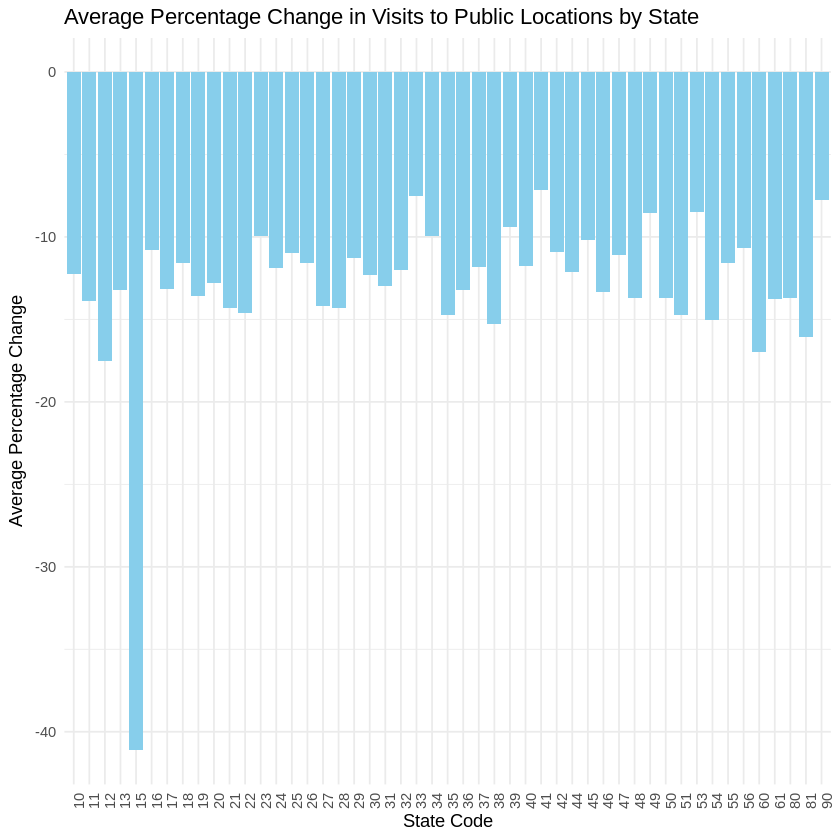 Average Percentage Change in Visits to Public Locations by State
Average Percentage Change
0
-10
-20
-30
-40
10 11 12 13 15 16 17 18 19 20 21 22 23 24 25 26 27 28 29 30 31 32 33 34 35 36 37 38 39 40 41 42 44 45 46 47 48 49 50 51 53 54 55 56 60 61 80 81 90
State Code